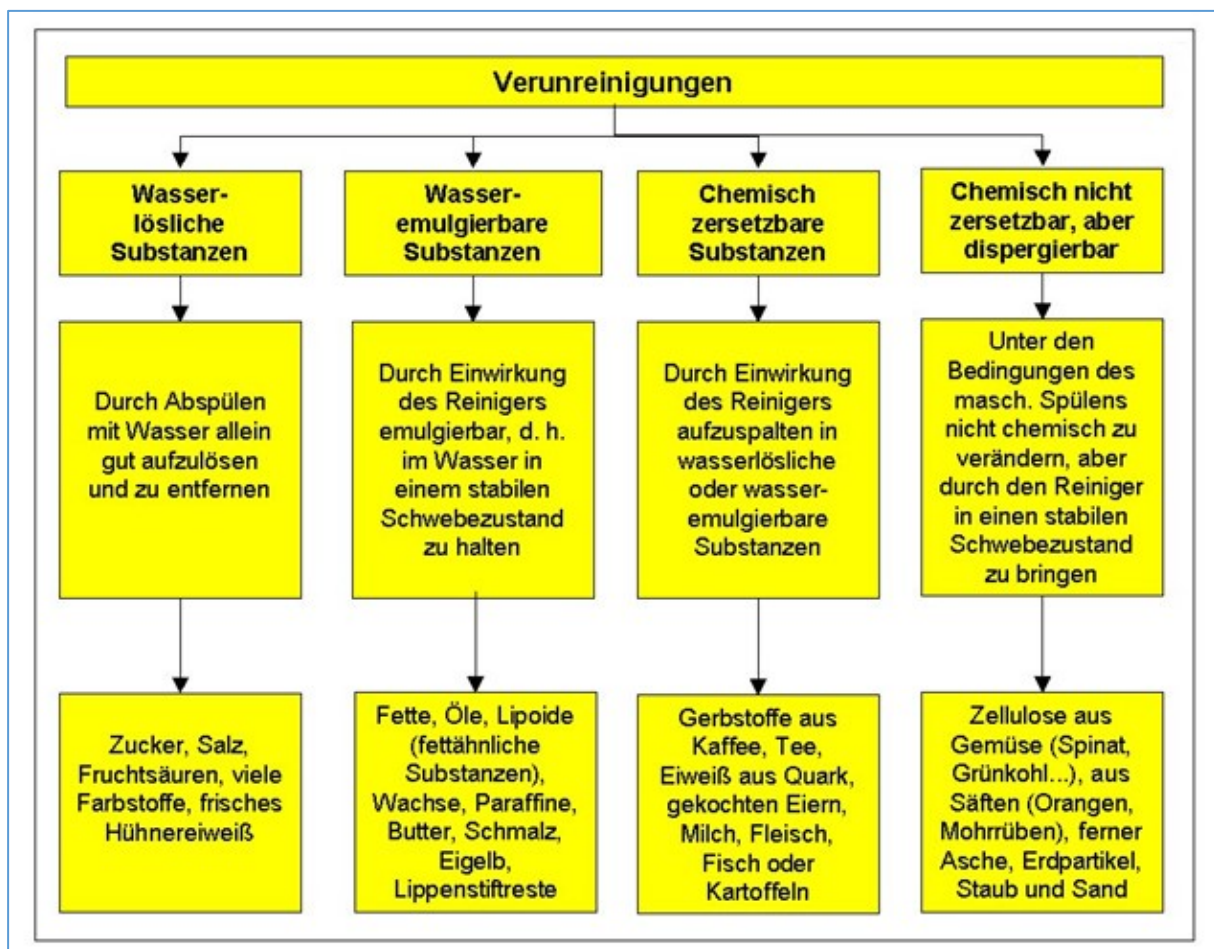 Verunreinigungen
Wasser-
lösliche
Substanzen
Wasser-
emulgierbare
Substanzen
Chemisch
zersetzbare
Substanzen
Chemisch nicht
zersetzbar, aber
dispergierbar
Durch Abspülen
mit Wasser allein
gut aufzulösen
und zu entfernen
Durch Einwirkung
des Reinigers
emulgierbar, d. h.
im Wasser in
einem stabilen
Schwebezustand
zu halten
Durch Einwirkung
des Reinigers
aufzuspalten in
wasserlösliche
oder wasser-
emulgierbare
Substanzen
Unter den
Bedingungen des
masch. Spülens
nicht chemisch zu
verändern, aber
durch den Reiniger
in einen stabilen
Schwebezustand
zu bringen
Zucker, Salz,
Fruchtsäuren, viele
Farbstoffe, frisches
Hühnereiweiß
Fette, Öle, Lipoide
(fettähnliche
Substanzen),
Wachse, Paraffine,
Butter, Schmalz,
Eigelb,
Lippenstiftreste
Gerbstoffe aus
Kaffee, Tee,
Eiweiß aus Quark,
gekochten Eiern,
Milch, Fleisch,
Fisch oder
Kartoffeln
Zellulose aus
Gemüse (Spinat,
Grünkohl...), aus
Säften (Orangen,
Mohrrüben), ferner
Asche, Erdpartikel,
Staub und Sand